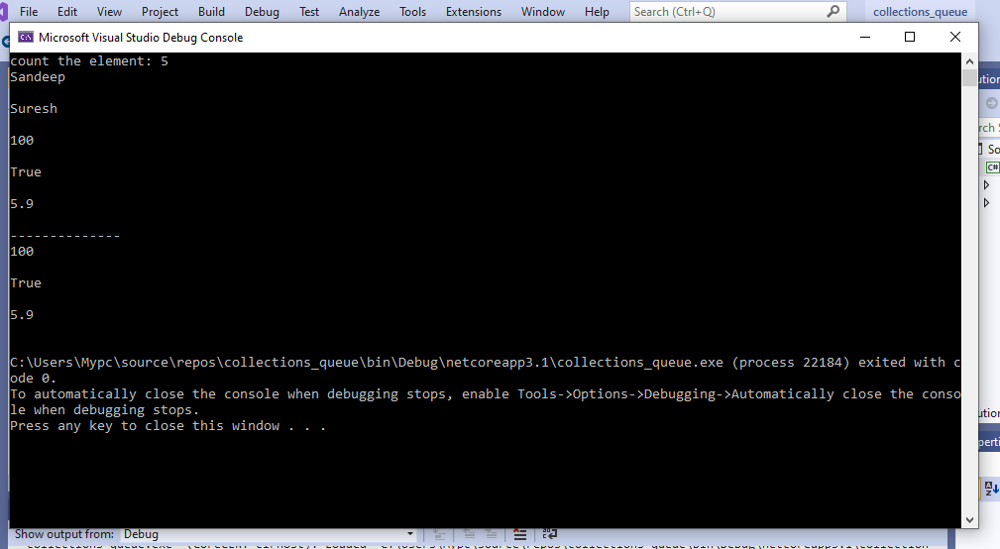 File Edit View Project Build Debug Test Analyze Tools Extensions Window Help Search (Ctrl+Q) collections_queue
Microsoft Visual Studio Debug Console
count the element: 5
Sandeep
Suresh
100
True
5.9
--------------
100
True
5.9
C:\Users\Mypc\source\repos\collections_queue\bin\Debug\netcoreapp3.1\collections_queue.exe (process 22184) exited with c
ode 0.
To automatically close the console when debugging stops, enable Tools->Options->Debugging->Automatically close the conso
le when debugging stops.
Press any key to close this window . . .
Show output from: Debug